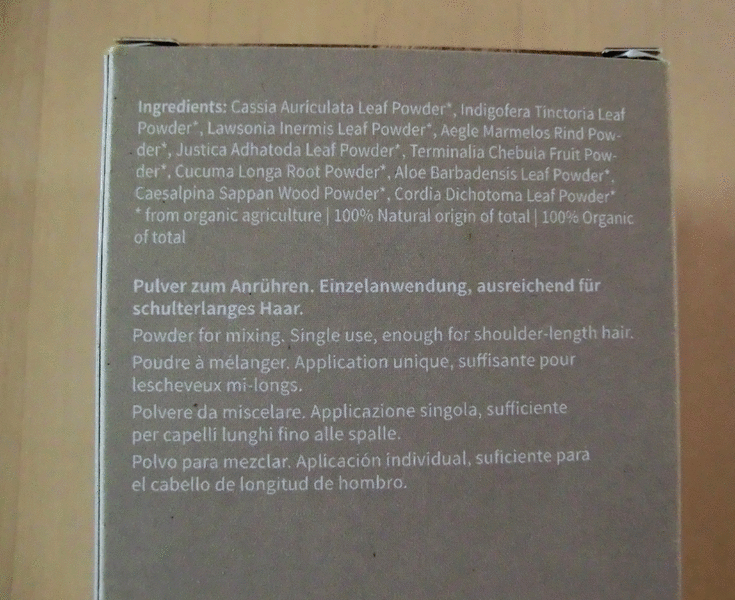 Ingredients: Cassia Auriculata Leaf Powder*, Indigofera Tinctoria Leaf
Powder*, Lawsonia Inermis Leaf Powder*, Aegle Marmelos Rind Pow-
der*, Justica Adhatoda Leaf Powder*, Terminalia Chebula Fruit Pow-
der*, Cucuma Longa Root Powder*, Aloe Barbadensis Leaf Powder*,
Caesalpina Sappan Wood Powder*, Cordia Dichotoma Leaf Powder*
* from organic agriculture | 100% Natural origin of total | 100% Organic
of total
Pulver zum Anrühren. Einzelanwendung, ausreichend für
schulterlanges Haar.
Powder for mixing. Single use, enough for shoulder-length hair.
Poudre à mélanger. Application unique, suffisante pour
lescheveux mi-longs.
Polvere da miscelare. Applicazione singola, sufficiente
per capelli lunghi fino alle spalle.
Polvo para mezclar. Aplicación individual, suficiente para
el cabello de longitud de hombro.